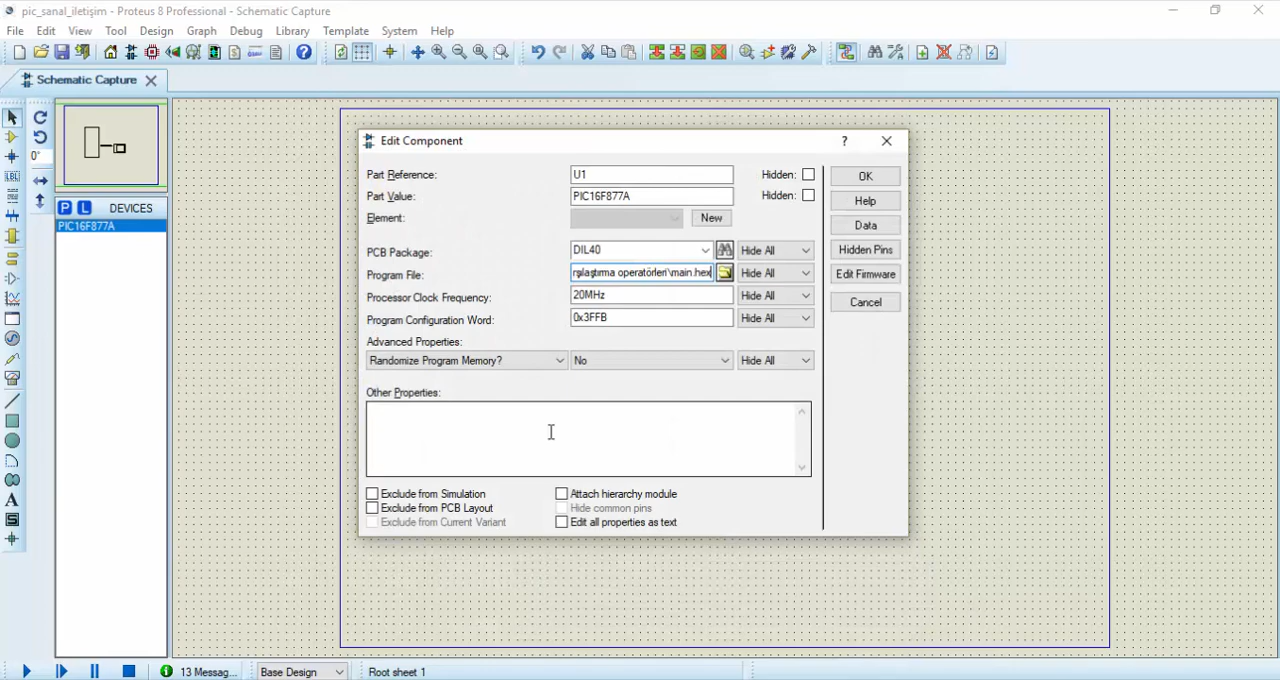 pic_sanal_iletişim - Proteus 8 Professional - Schematic Capture
File Edit View Tool Design Graph Debug Library Template System Help
Schematic Capture
0°
P L DEVICES
PIC16F877A
Edit Component
?
Part Reference: U1 Hidden:
OK
Part Value: PIC16F877A Hidden:
Help
Element: New
Data
PCB Package: DIL40 Hide All
Hidden Pins
Program File: rşılaştırma operatörleri\main.hex Hide All
Edit Firmware
Processor Clock Frequency: 20MHz Hide All
Cancel
Program Configuration Word: 0x3FFB Hide All
Advanced Properties:
Randomize Program Memory? No Hide All
Other Properties:
Exclude from Simulation Attach hierarchy module
Exclude from PCB Layout Hide common pins
Exclude from Current Variant Edit all properties as text
13 Messag... Base Design Root sheet 1